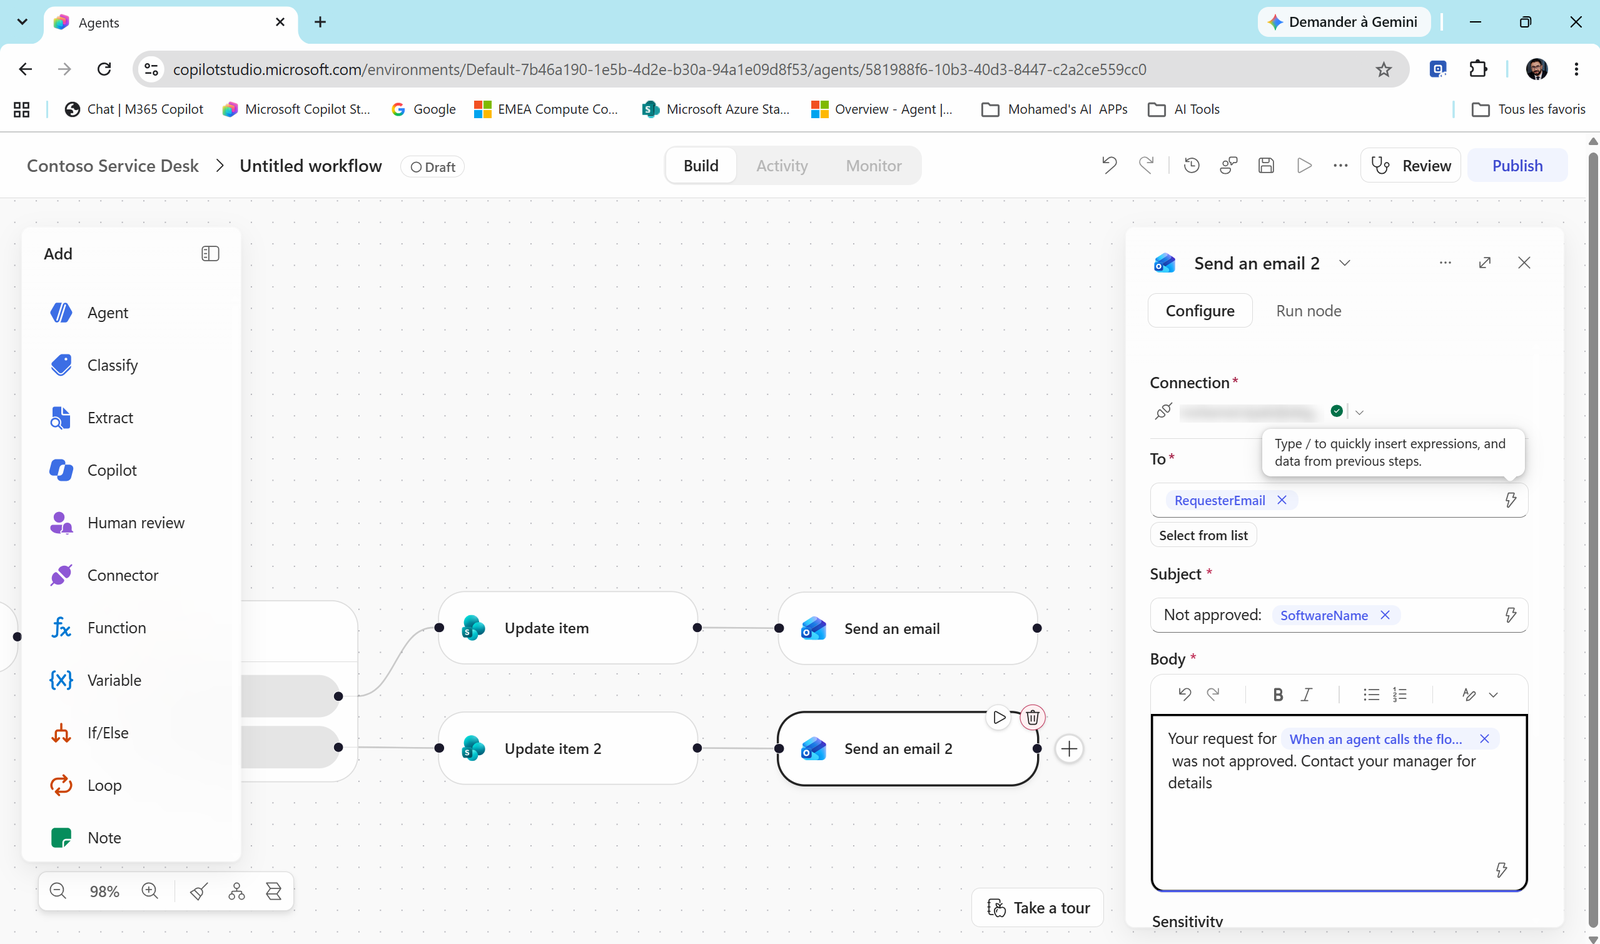 Agents
Demander à Gemini
copilotstudio.microsoft.com/environments/Default-7b46a190-1e5b-4d2e-b30a-94a1e09d8f53/agents/581988f6-10b3-40d3-8447-c2a2ce559cc0
Chat | M365 Copilot
Microsoft Copilot St...
Google
EMEA Compute Co...
Microsoft Azure Sta...
Overview - Agent |...
Mohamed's AI APPs
AI Tools
Tous les favoris
Contoso Service Desk > Untitled workflow
Draft
Build
Activity
Monitor
Review
Publish
Add
Agent
Classify
Extract
Copilot
Human review
Connector
Function
Variable
If/Else
Loop
Note
98%
Update item
Send an email
Update item 2
Send an email 2
Take a tour
Send an email 2
Configure
Run node
Connection*
Type / to quickly insert expressions, and
data from previous steps.
To*
RequesterEmail
Select from list
Subject *
Not approved: SoftwareName
Body *
Your request for When an agent calls the flo...
was not approved. Contact your manager for
details
Sensitivity